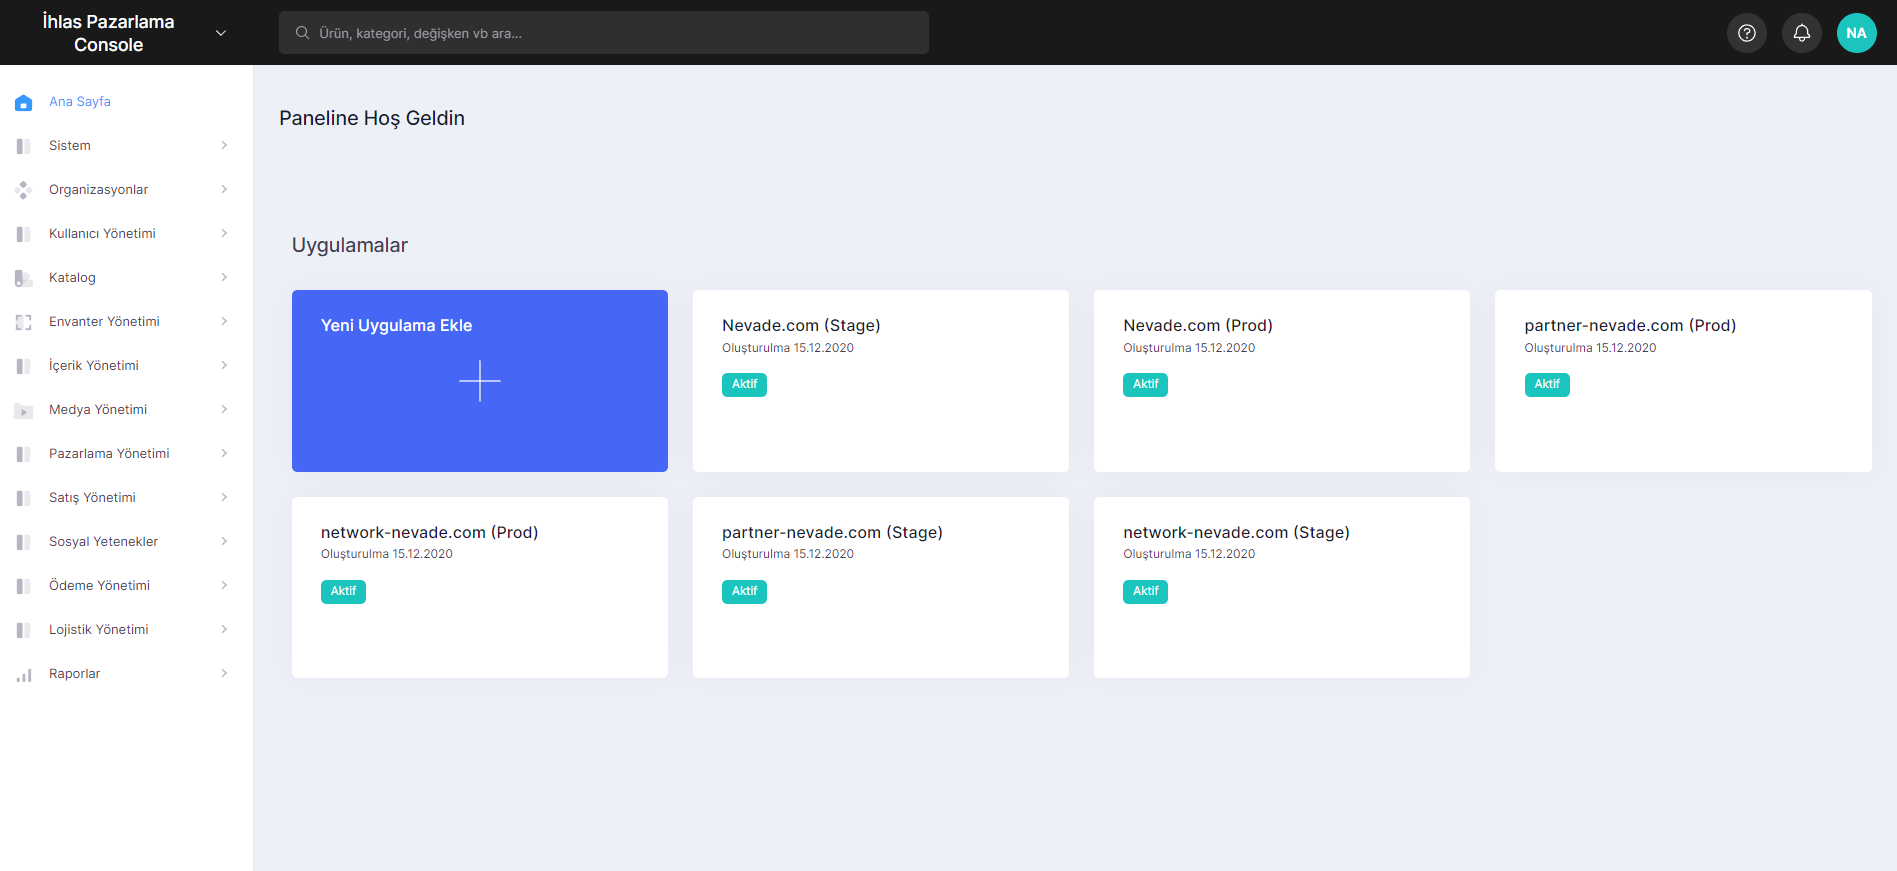 İhlas Pazarlama
Console
Ürün, kategori, değişken vb ara...
NA
Ana Sayfa
Sistem
Organizasyonlar
Kullanıcı Yönetimi
Katalog
Envanter Yönetimi
İçerik Yönetimi
Medya Yönetimi
Pazarlama Yönetimi
Satış Yönetimi
Sosyal Yetenekler
Ödeme Yönetimi
Lojistik Yönetimi
Raporlar
Paneline Hoş Geldin
Uygulamalar
Yeni Uygulama Ekle
Nevade.com (Stage)
Oluşturulma 15.12.2020
Aktif
Nevade.com (Prod)
Oluşturulma 15.12.2020
Aktif
partner-nevade.com (Prod)
Oluşturulma 15.12.2020
Aktif
network-nevade.com (Prod)
Oluşturulma 15.12.2020
Aktif
partner-nevade.com (Stage)
Oluşturulma 15.12.2020
Aktif
network-nevade.com (Stage)
Oluşturulma 15.12.2020
Aktif